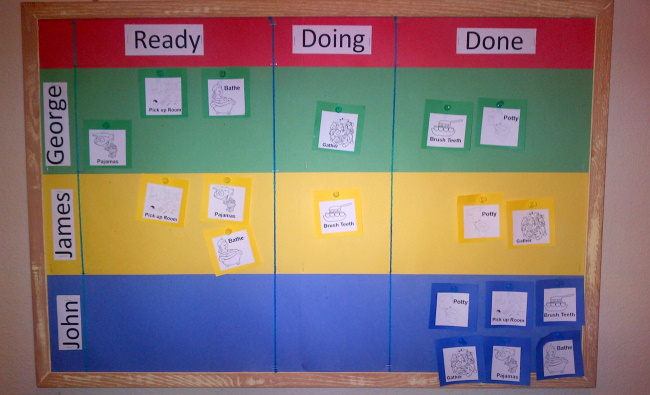 Ready
Doing
Done
George
Pick up Room
Bathe
Pajamas
Gather
Brush Teeth
Potty
James
Pick up Room
Pajamas
Bathe
Brush Teeth
Potty
Gather
John
Potty
Pick up Room
Brush Teeth
Gather
Pajamas
Bathe